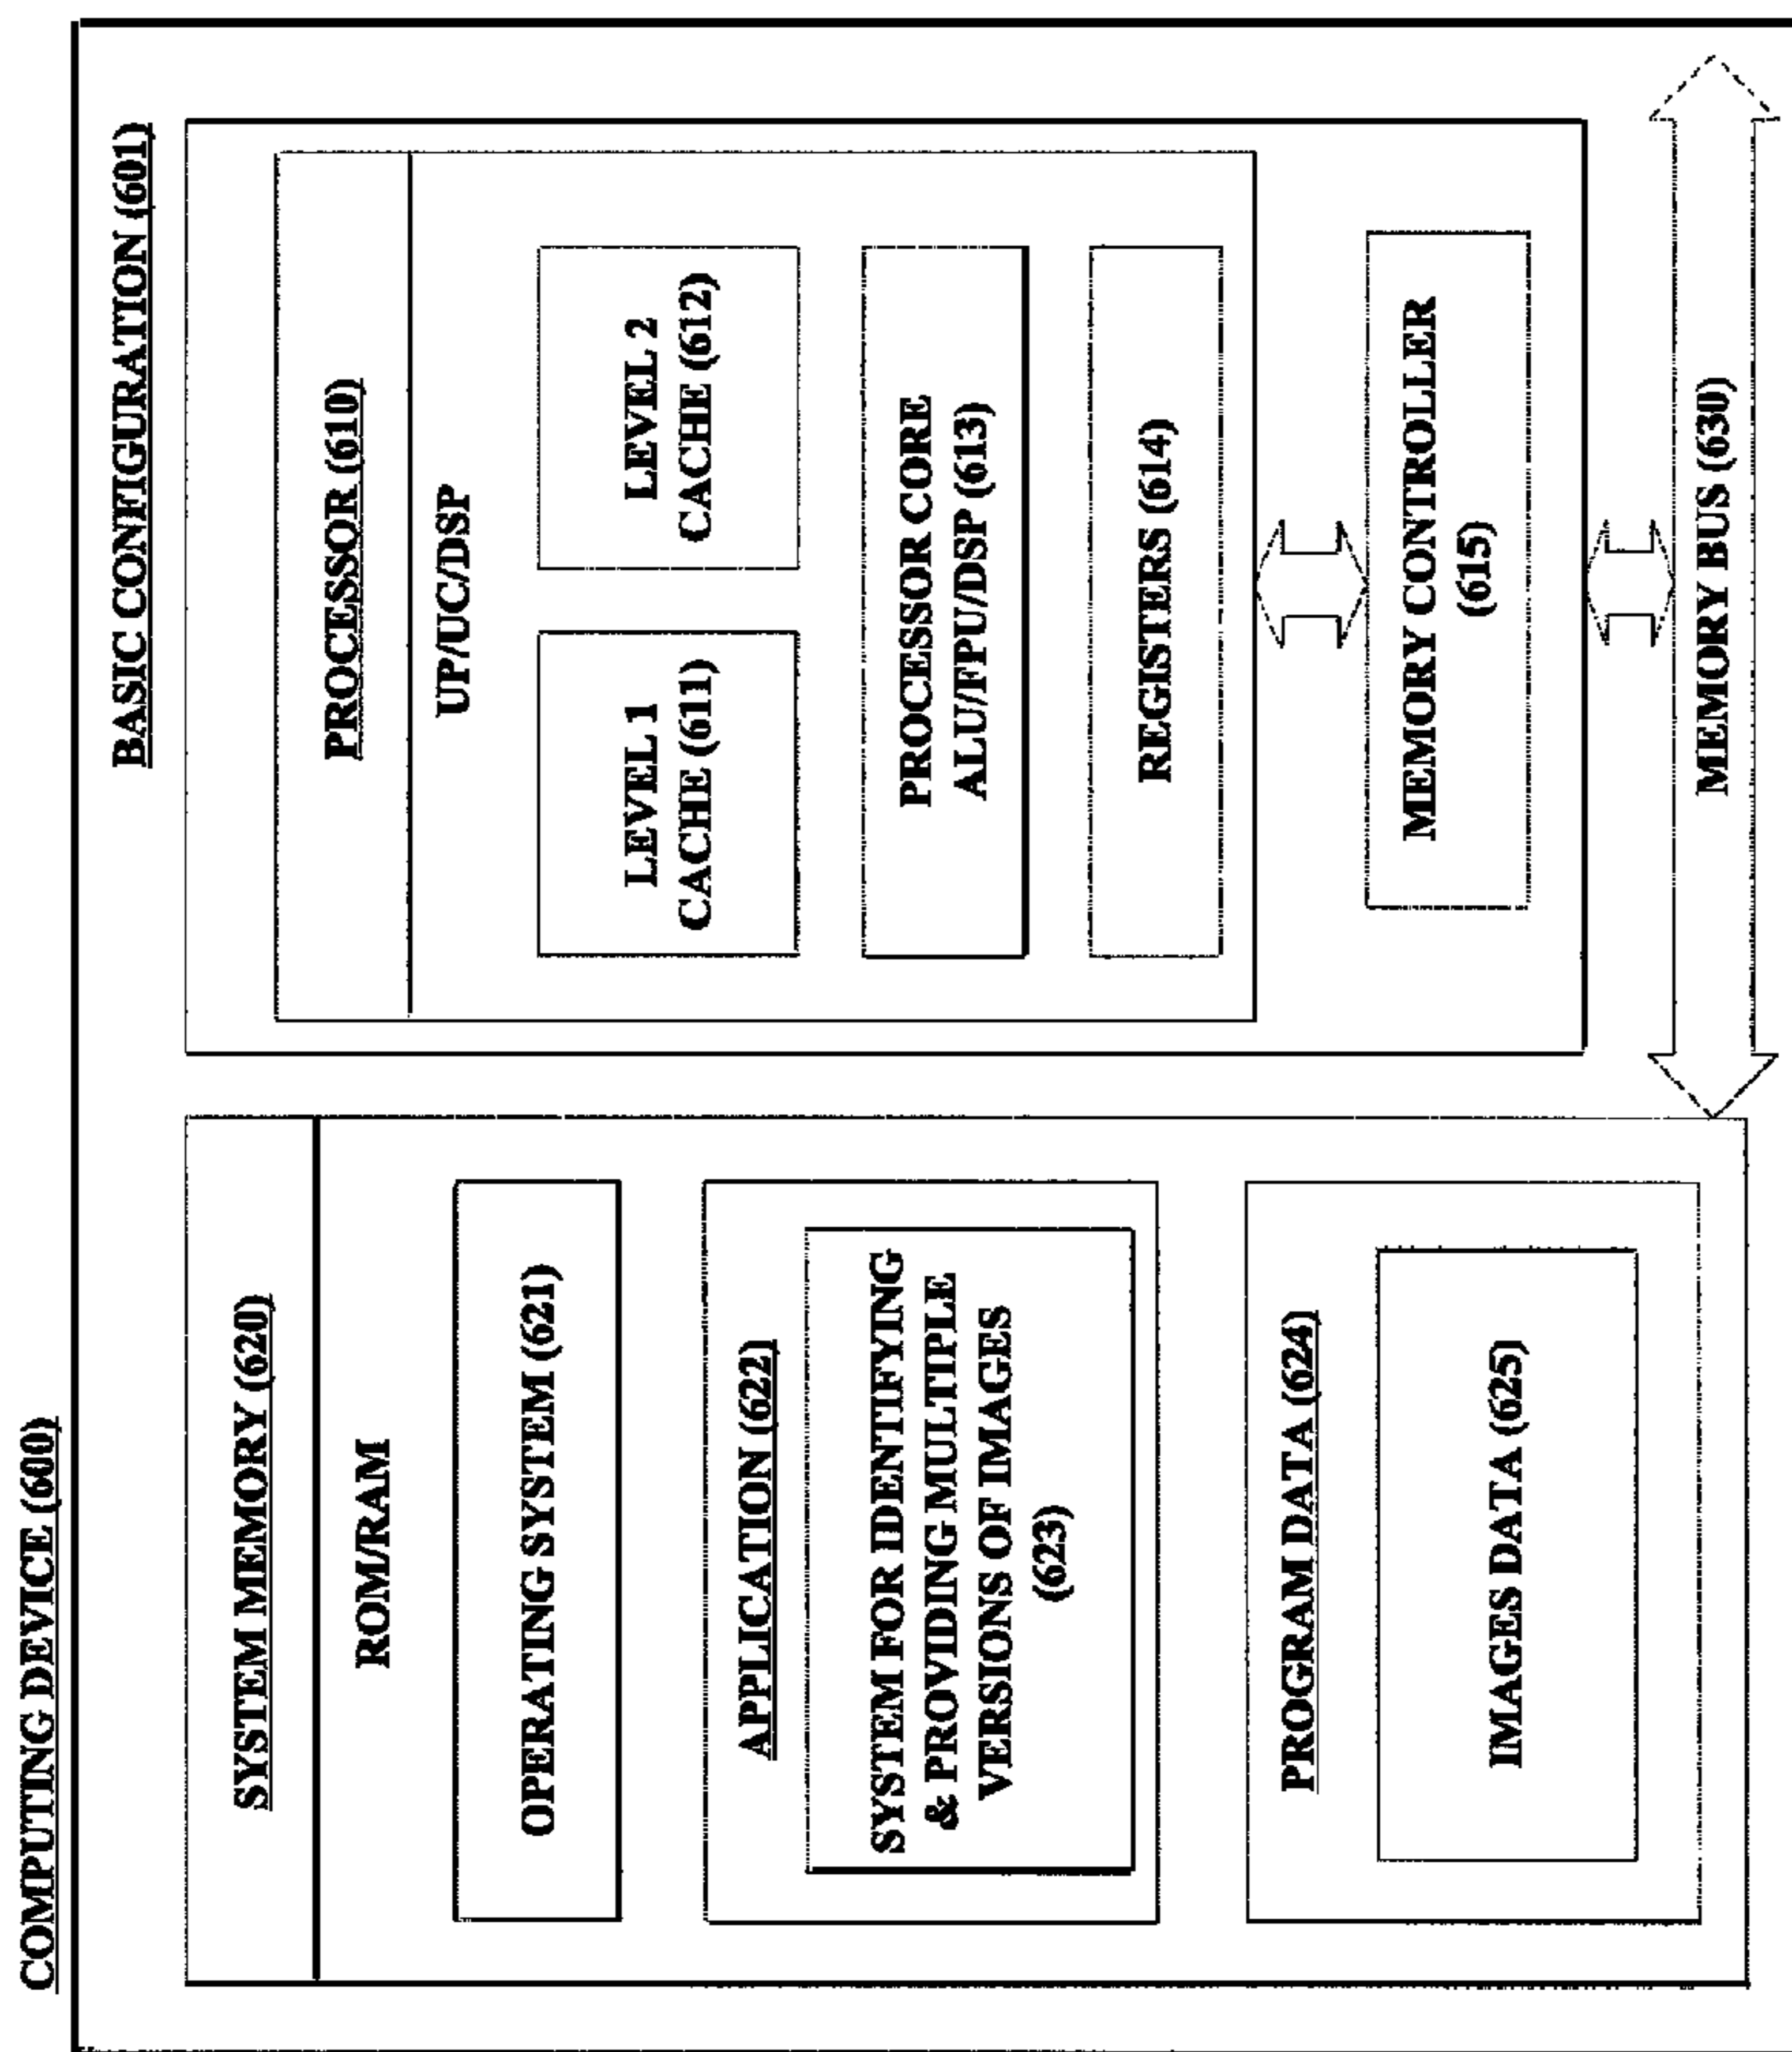 COMPUTING DEVICE (600)
SYSTEM MEMORY (620)
ROM/RAM
OPERATING SYSTEM (621)
APPLICATION (622)
SYSTEM FOR IDENTIFYING
& PROVIDING MULTIPLE
VERSIONS OF IMAGES
(623)
PROGRAM DATA (624)
IMAGES DATA (625)
BASIC CONFIGURATION (601)
PROCESSOR (610)
UP/UC/DSP
LEVEL 1
CACHE (611)
LEVEL 2
CACHE (612)
PROCESSOR CORE
ALU/FPU/DSP (613)
REGISTERS (614)
MEMORY CONTROLLER
(615)
MEMORY BUS (630)